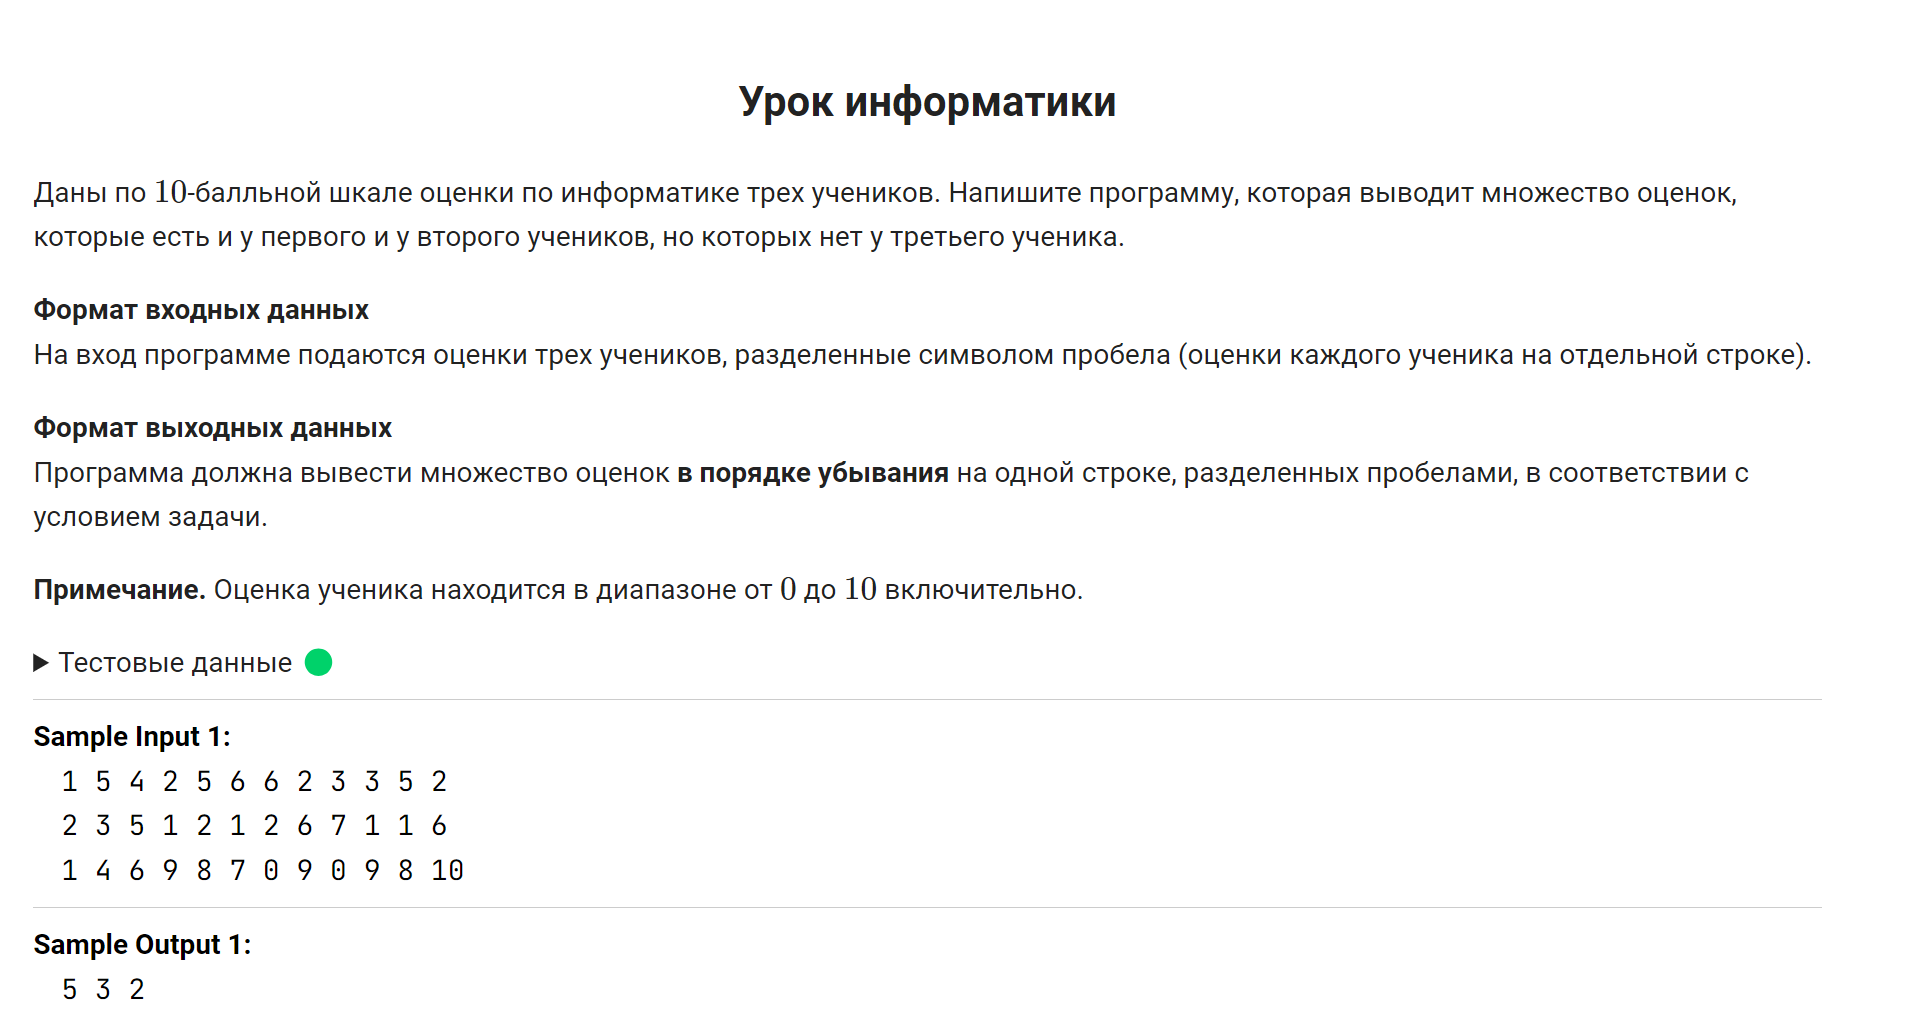 Урок информатики
Даны по 10-балльной шкале оценки по информатике трех учеников. Напишите программу, которая выводит множество оценок,
которые есть и у первого и у второго учеников, но которых нет у третьего ученика.
Формат входных данных
На вход программе подаются оценки трех учеников, разделенные символом пробела (оценки каждого ученика на отдельной строке).
Формат выходных данных
Программа должна вывести множество оценок в порядке убывания на одной строке, разделенных пробелами, в соответствии с
условием задачи.
Примечание. Оценка ученика находится в диапазоне от 0 до 10 включительно.
Тестовые данные
Sample Input 1:
1 5 4 2 5 6 6 2 3 3 5 2
2 3 5 1 2 1 2 6 7 1 1 6
1 4 6 9 8 7 0 9 0 9 8 10
Sample Output 1:
5 3 2